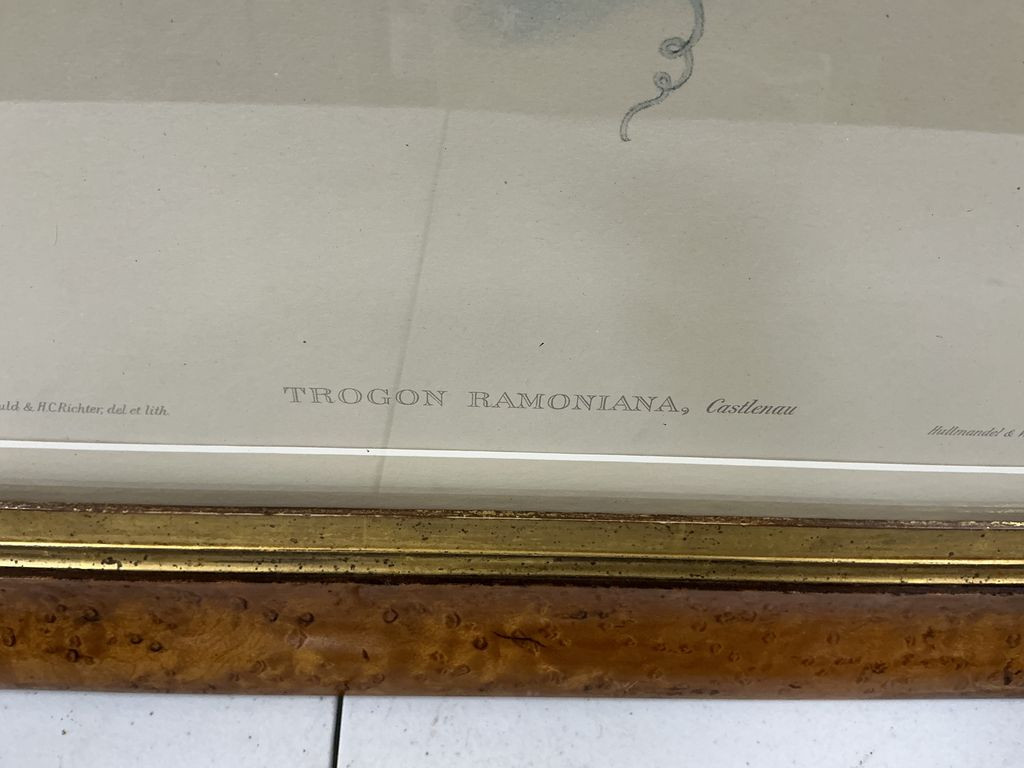 TROGON RAMONIANA, Castlenau
uld & H.C.Richter, del et lith.
Hullmandel &